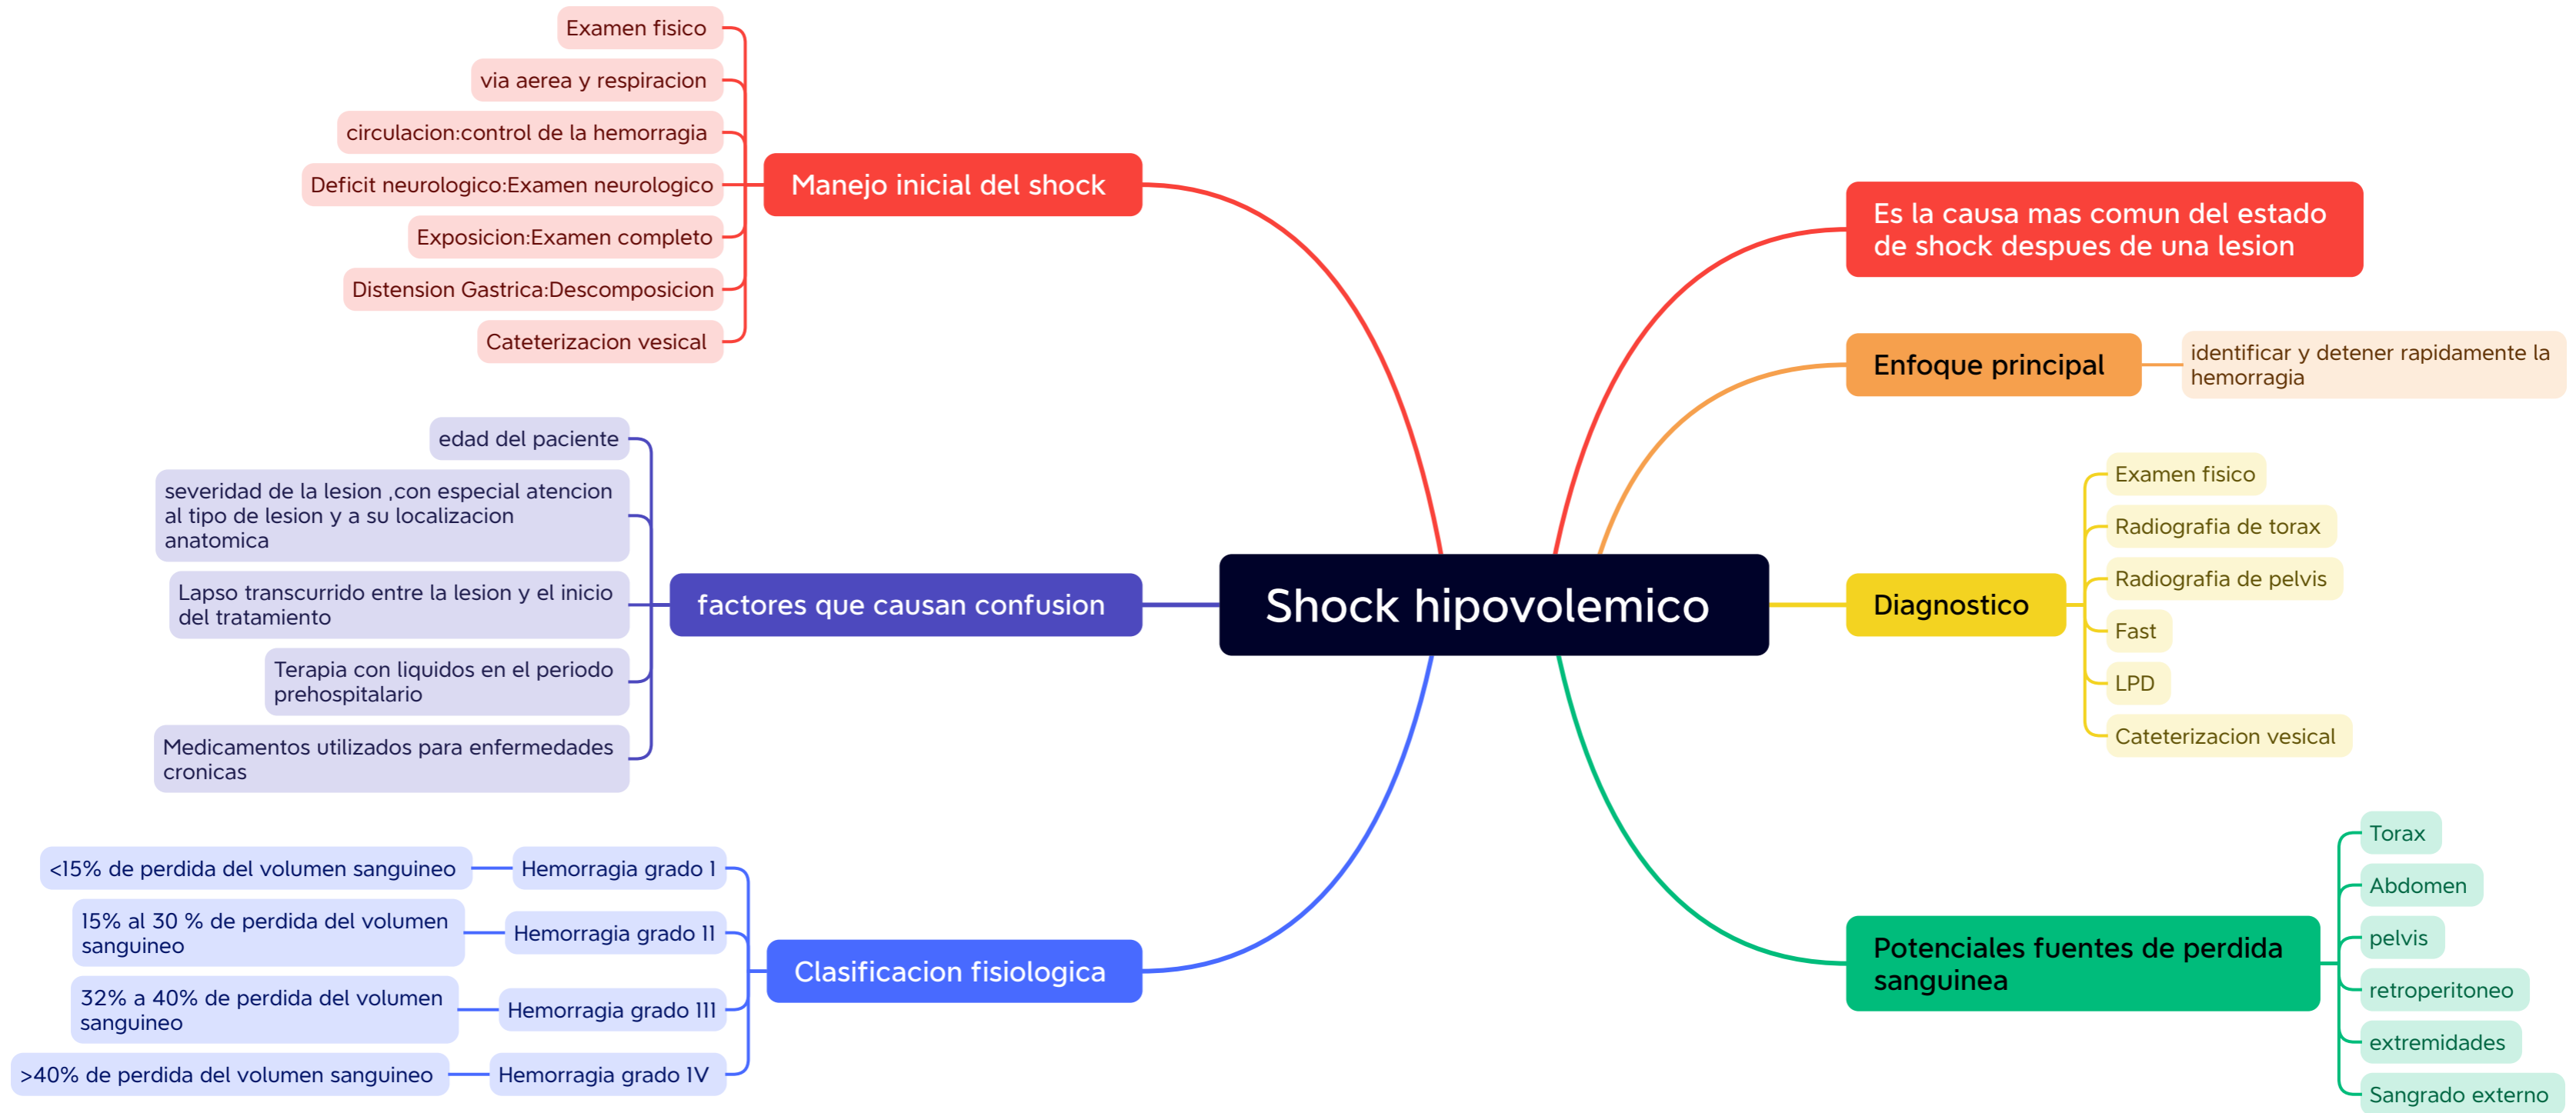 Shock hipovolemico
Manejo inicial del shock
Examen fisico
via aerea y respiracion
circulacion:control de la hemorragia
Deficit neurologico:Examen neurologico
Exposicion:Examen completo
Distension Gastrica:Descomposicion
Cateterizacion vesical
factores que causan confusion
edad del paciente
severidad de la lesion ,con especial atencion
al tipo de lesion y a su localizacion
anatomica
Lapso transcurrido entre la lesion y el inicio
del tratamiento
Terapia con liquidos en el periodo
prehospitalario
Medicamentos utilizados para enfermedades
cronicas
Clasificacion fisiologica
Hemorragia grado 1
<15% de perdida del volumen sanguineo
Hemorragia grado 11
15% al 30 % de perdida del volumen
sanguineo
Hemorragia grado 111
32% a 40% de perdida del volumen
sanguineo
Hemorragia grado 1V
>40% de perdida del volumen sanguineo
Es la causa mas comun del estado
de shock despues de una lesion
Enfoque principal
identificar y detener rapidamente la
hemorragia
Diagnostico
Examen fisico
Radiografia de torax
Radiografia de pelvis
Fast
LPD
Cateterizacion vesical
Potenciales fuentes de perdida
sanguinea
Torax
Abdomen
pelvis
retroperitoneo
extremidades
Sangrado externo